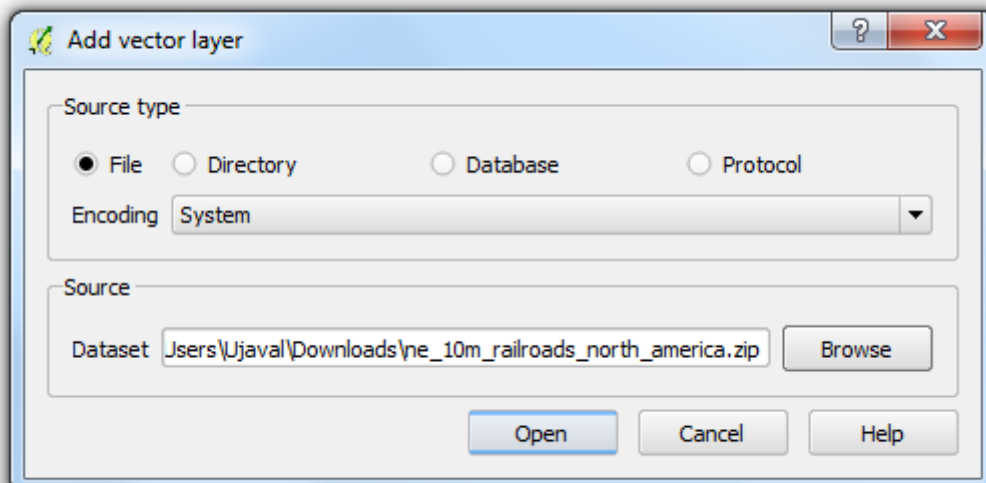 Add vector layer
Source type
File Directory Database Protocol
Encoding System
Source
Dataset Jsers\Ujaval\Downloads\ne_10m_railroads_north_america.zip Browse
Open Cancel Help